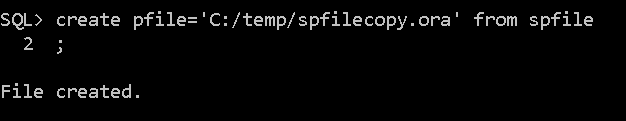 SQL> create pfile='C:/temp/spfilecopy.ora' from spfile
2 ;
File created.